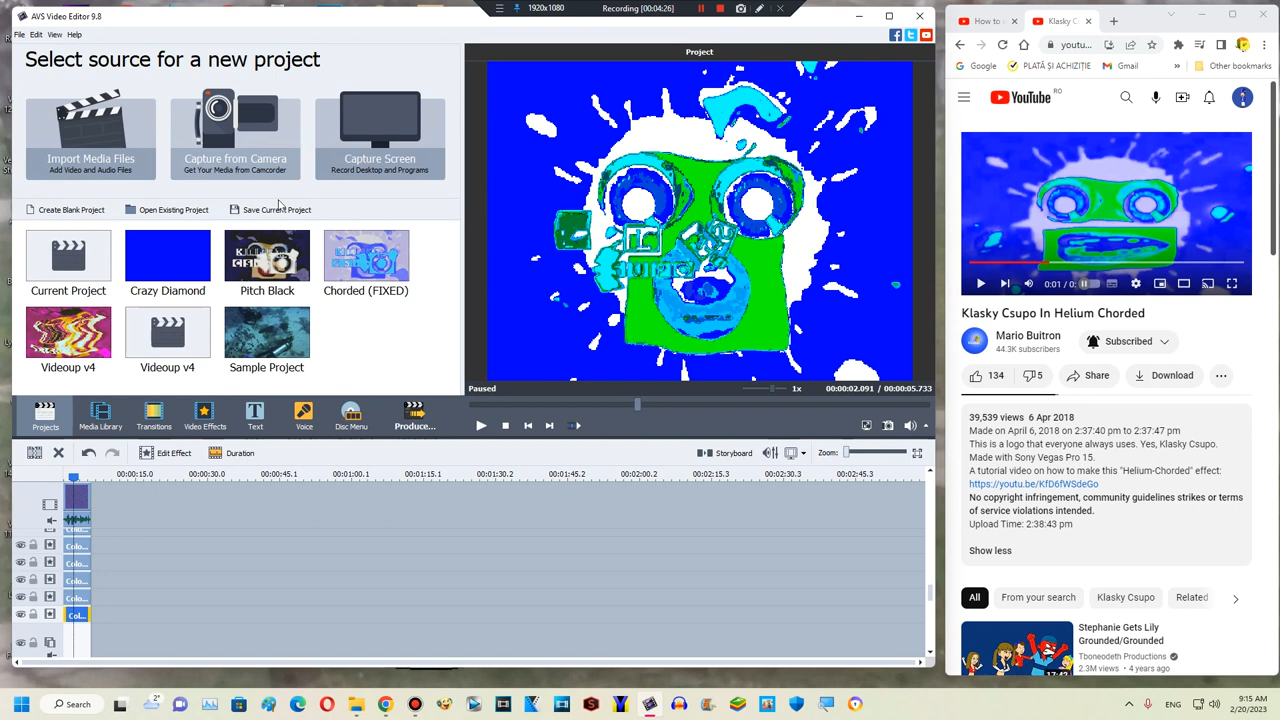 AVS Video Editor 9.8
1920x1080
Recording [00:04:26]
File Edit View Help
Select source for a new project
Import Media Files
Add Video and Audio Files
Capture from Camera
Get Your Media from Camcorder
Capture Screen
Record Desktop and Programs
Create Blank Project
Open Existing Project
Save Current Project
Current Project
Crazy Diamond
Pitch Black
Chorded (FIXED)
Videoup v4
Videoup v4
Sample Project
Project
Paused
1x
00:00:02.091 / 00:00:05.733
Projects
Media Library
Transitions
Video Effects
Text
Voice
Disc Menu
Produce...
Edit Effect
Duration
Storyboard
Zoom:
00:00:15.0 00:00:30.0 00:00:45.1 00:01:00.1 00:01:15.1 00:01:30.2 00:01:45.2 00:02:00.2 00:02:15.3 00:02:30.3 00:02:45.3
Colo...
Colo...
Colo...
Colo...
Col...
How to
Klasky C
youtu...
Google
PLATĂ ȘI ACHIZIȚIE
Gmail
»
Other bookmarks
YouTube RO
0:01 / 0:
Klasky Csupo In Helium Chorded
Mario Buitron
44.3K subscribers
Subscribed
134
5
Share
Download
39,539 views 6 Apr 2018
Made on April 6, 2018 on 2:37:40 pm to 2:37:47 pm
This is a logo that everyone always uses. Yes, Klasky Csupo.
Made with Sony Vegas Pro 15.
A tutorial video on how to make this "Helium-Chorded" effect:
https://youtu.be/KfD6fWSdeGo
No copyright infringement, community guidelines strikes or terms
of service violations intended.
Upload Time: 2:38:43 pm
Show less
All
From your search
Klasky Csupo
Related
Stephanie Gets Lily
Grounded/Grounded
Tboneodeth Productions
2.3M views • 4 years ago
17:42
Search
2°
ENG
9:15 AM
2/20/2023